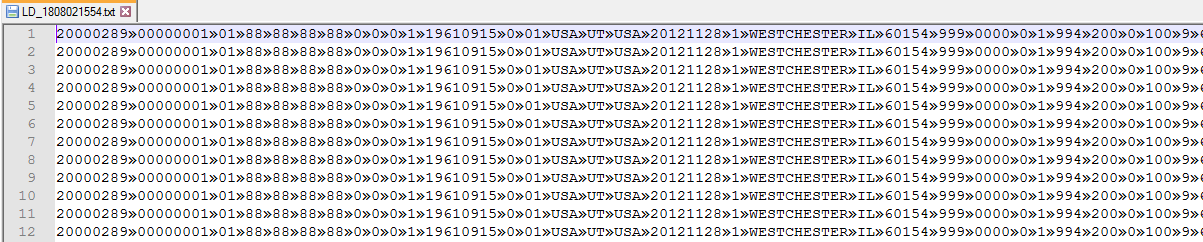 LD_1808021554.txt
1 20000289»00000001»01»88»88»88»88»0»0»0»1»19610915»0»01»USA»UT»USA»20121128»1»WESTCHESTER»IL»60154»999»0000»0»1»994»200»0»100»9»
2 20000289»00000001»01»88»88»88»88»0»0»0»1»19610915»0»01»USA»UT»USA»20121128»1»WESTCHESTER»IL»60154»999»0000»0»1»994»200»0»100»9»
3 20000289»00000001»01»88»88»88»88»0»0»0»1»19610915»0»01»USA»UT»USA»20121128»1»WESTCHESTER»IL»60154»999»0000»0»1»994»200»0»100»9»
4 20000289»00000001»01»88»88»88»88»0»0»0»1»19610915»0»01»USA»UT»USA»20121128»1»WESTCHESTER»IL»60154»999»0000»0»1»994»200»0»100»9»
5 20000289»00000001»01»88»88»88»88»0»0»0»1»19610915»0»01»USA»UT»USA»20121128»1»WESTCHESTER»IL»60154»999»0000»0»1»994»200»0»100»9»
6 20000289»00000001»01»88»88»88»88»0»0»0»1»19610915»0»01»USA»UT»USA»20121128»1»WESTCHESTER»IL»60154»999»0000»0»1»994»200»0»100»9»
7 20000289»00000001»01»88»88»88»88»0»0»0»1»19610915»0»01»USA»UT»USA»20121128»1»WESTCHESTER»IL»60154»999»0000»0»1»994»200»0»100»9»
8 20000289»00000001»01»88»88»88»88»0»0»0»1»19610915»0»01»USA»UT»USA»20121128»1»WESTCHESTER»IL»60154»999»0000»0»1»994»200»0»100»9»
9 20000289»00000001»01»88»88»88»88»0»0»0»1»19610915»0»01»USA»UT»USA»20121128»1»WESTCHESTER»IL»60154»999»0000»0»1»994»200»0»100»9»
10 20000289»00000001»01»88»88»88»88»0»0»0»1»19610915»0»01»USA»UT»USA»20121128»1»WESTCHESTER»IL»60154»999»0000»0»1»994»200»0»100»9»
11 20000289»00000001»01»88»88»88»88»0»0»0»1»19610915»0»01»USA»UT»USA»20121128»1»WESTCHESTER»IL»60154»999»0000»0»1»994»200»0»100»9»
12 20000289»00000001»01»88»88»88»88»0»0»0»1»19610915»0»01»USA»UT»USA»20121128»1»WESTCHESTER»IL»60154»999»0000»0»1»994»200»0»100»9»